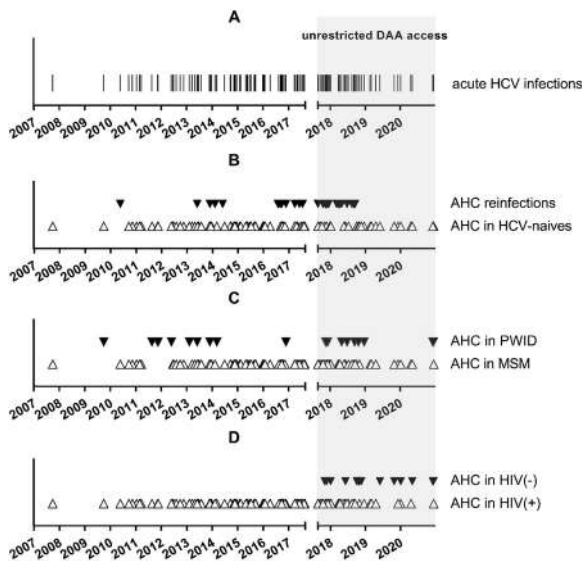 A
unrestricted DAA access
acute HCV infections
2007 2008 2009 2010 2011 2012 2013 2014 2015 2016 2017 2018 2019 2020
B
AHC reinfections
AHC in HCV-naives
2007 2008 2009 2010 2011 2012 2013 2014 2015 2016 2017 2018 2019 2020
C
AHC in PWID
AHC in MSM
2007 2008 2009 2010 2011 2012 2013 2014 2015 2016 2017 2018 2019 2020
D
AHC in HIV(-)
AHC in HIV(+)
2007 2008 2009 2010 2011 2012 2013 2014 2015 2016 2017 2018 2019 2020